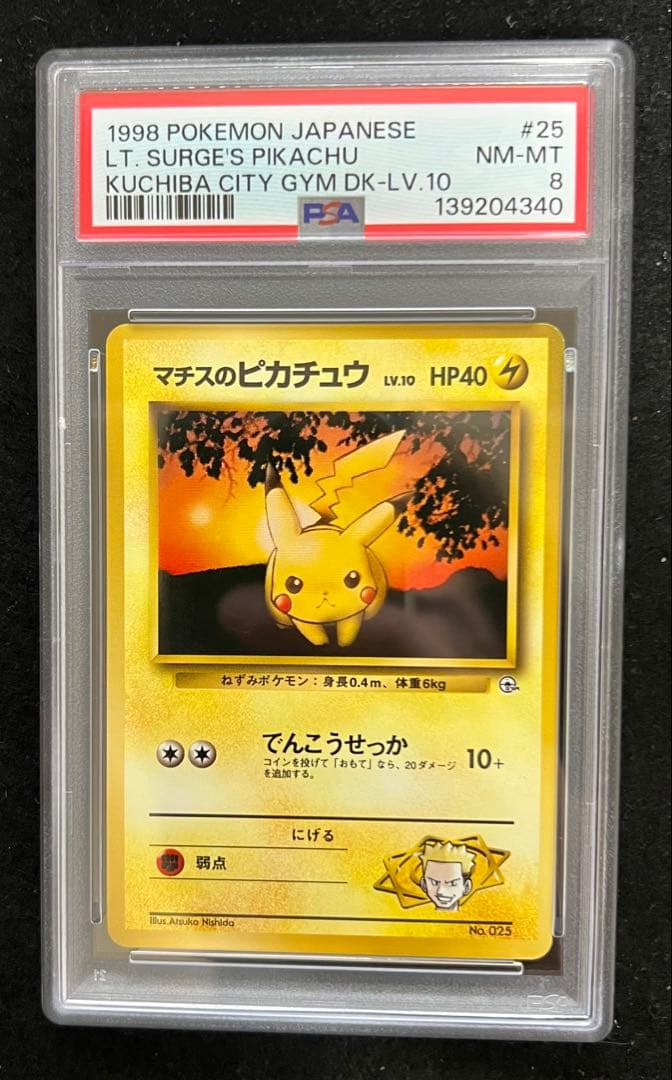 1998 POKEMON JAPANESE #25
LT. SURGE'S PIKACHU NM-MT
KUCHIBA CITY GYM DK-LV.10 8
PSA 139204340
マチスのピカチュウ LV.10 HP40
ねずみポケモン：身長0.4m、体重6kg
でんこうせっか 10+
コインを投げて「おもて」なら、20ダメージ
を追加する。
にげる
弱点
Illus.Atsuko Nishida
No.025